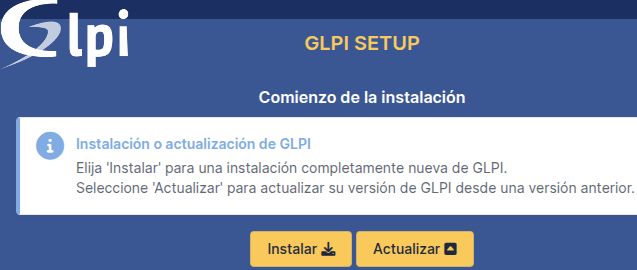 Glpi
GLPI SETUP
Comienzo de la instalación
Instalación o actualización de GLPI
Elija 'Instalar' para una instalación completamente nueva de GLPI.
Seleccione 'Actualizar' para actualizar su versión de GLPI desde una versión anterior.
Instalar
Actualizar